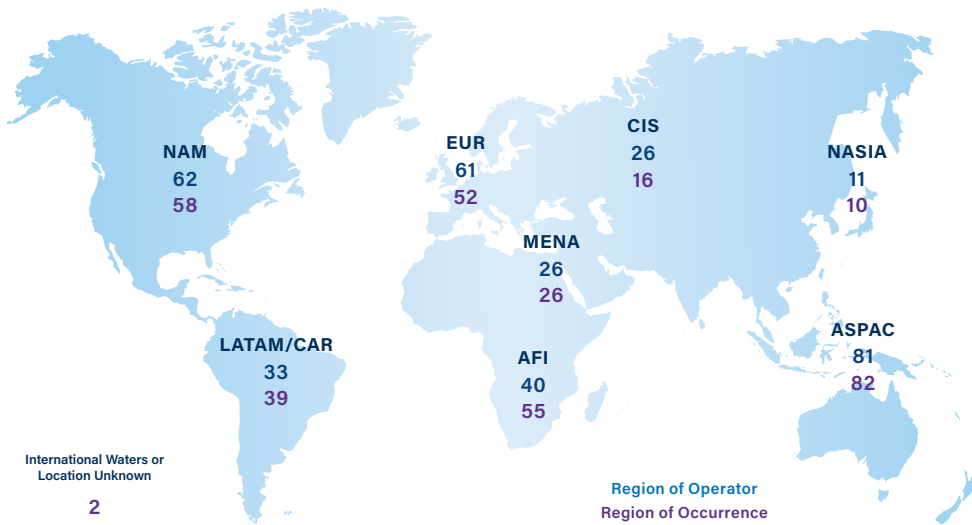 NAM
62
58
EUR
61
52
CIS
26
16
NASIA
11
10
MENA
26
26
LATAM/CAR
33
39
AFI
40
55
ASPAC
81
82
International Waters or
Location Unknown
2
Region of Operator
Region of Occurrence